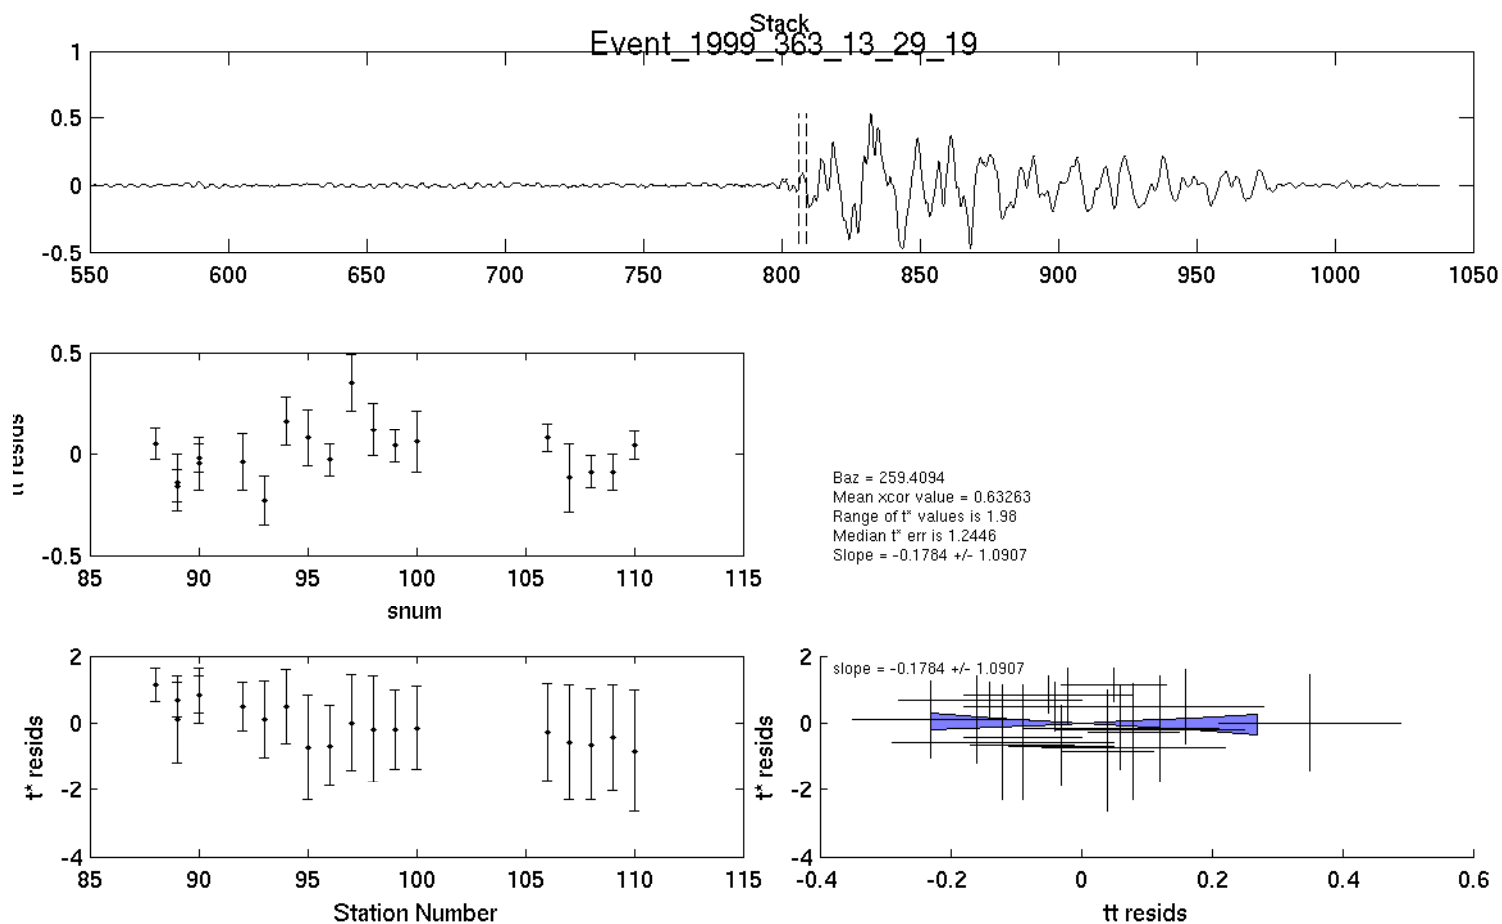 Stack
Event_1999_363_13_29_19
1
0.5
0
-0.5
550 600 650 700 750 800 850 900 950 1000 1050
0.5
0
-0.5
tt resids
85 90 95 100 105 110 115
snum
Baz = 259.4094
Mean xcor value = 0.63263
Range of t* values is 1.98
Median t* err is 1.2446
Slope = -0.1784 +/- 1.0907
2
0
-2
-4
t* resids
85 90 95 100 105 110 115
Station Number
slope = -0.1784 +/- 1.0907
2
0
-2
-4
t* resids
-0.4 -0.2 0 0.2 0.4 0.6
tt resids